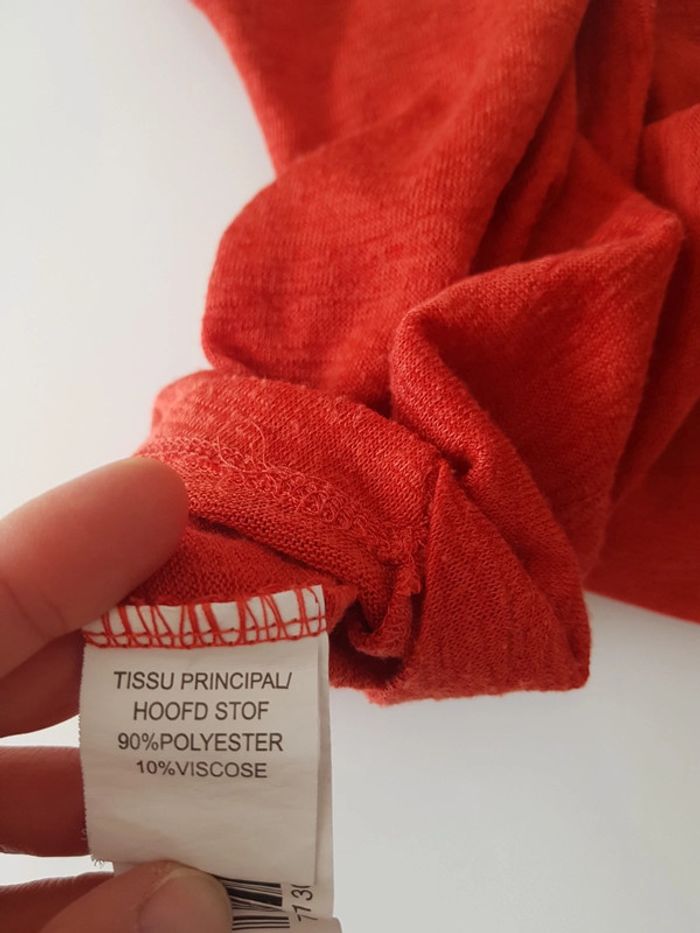 TISSU PRINCIPAL/
HOOFD STOF
90%POLYESTER
10%VISCOSE